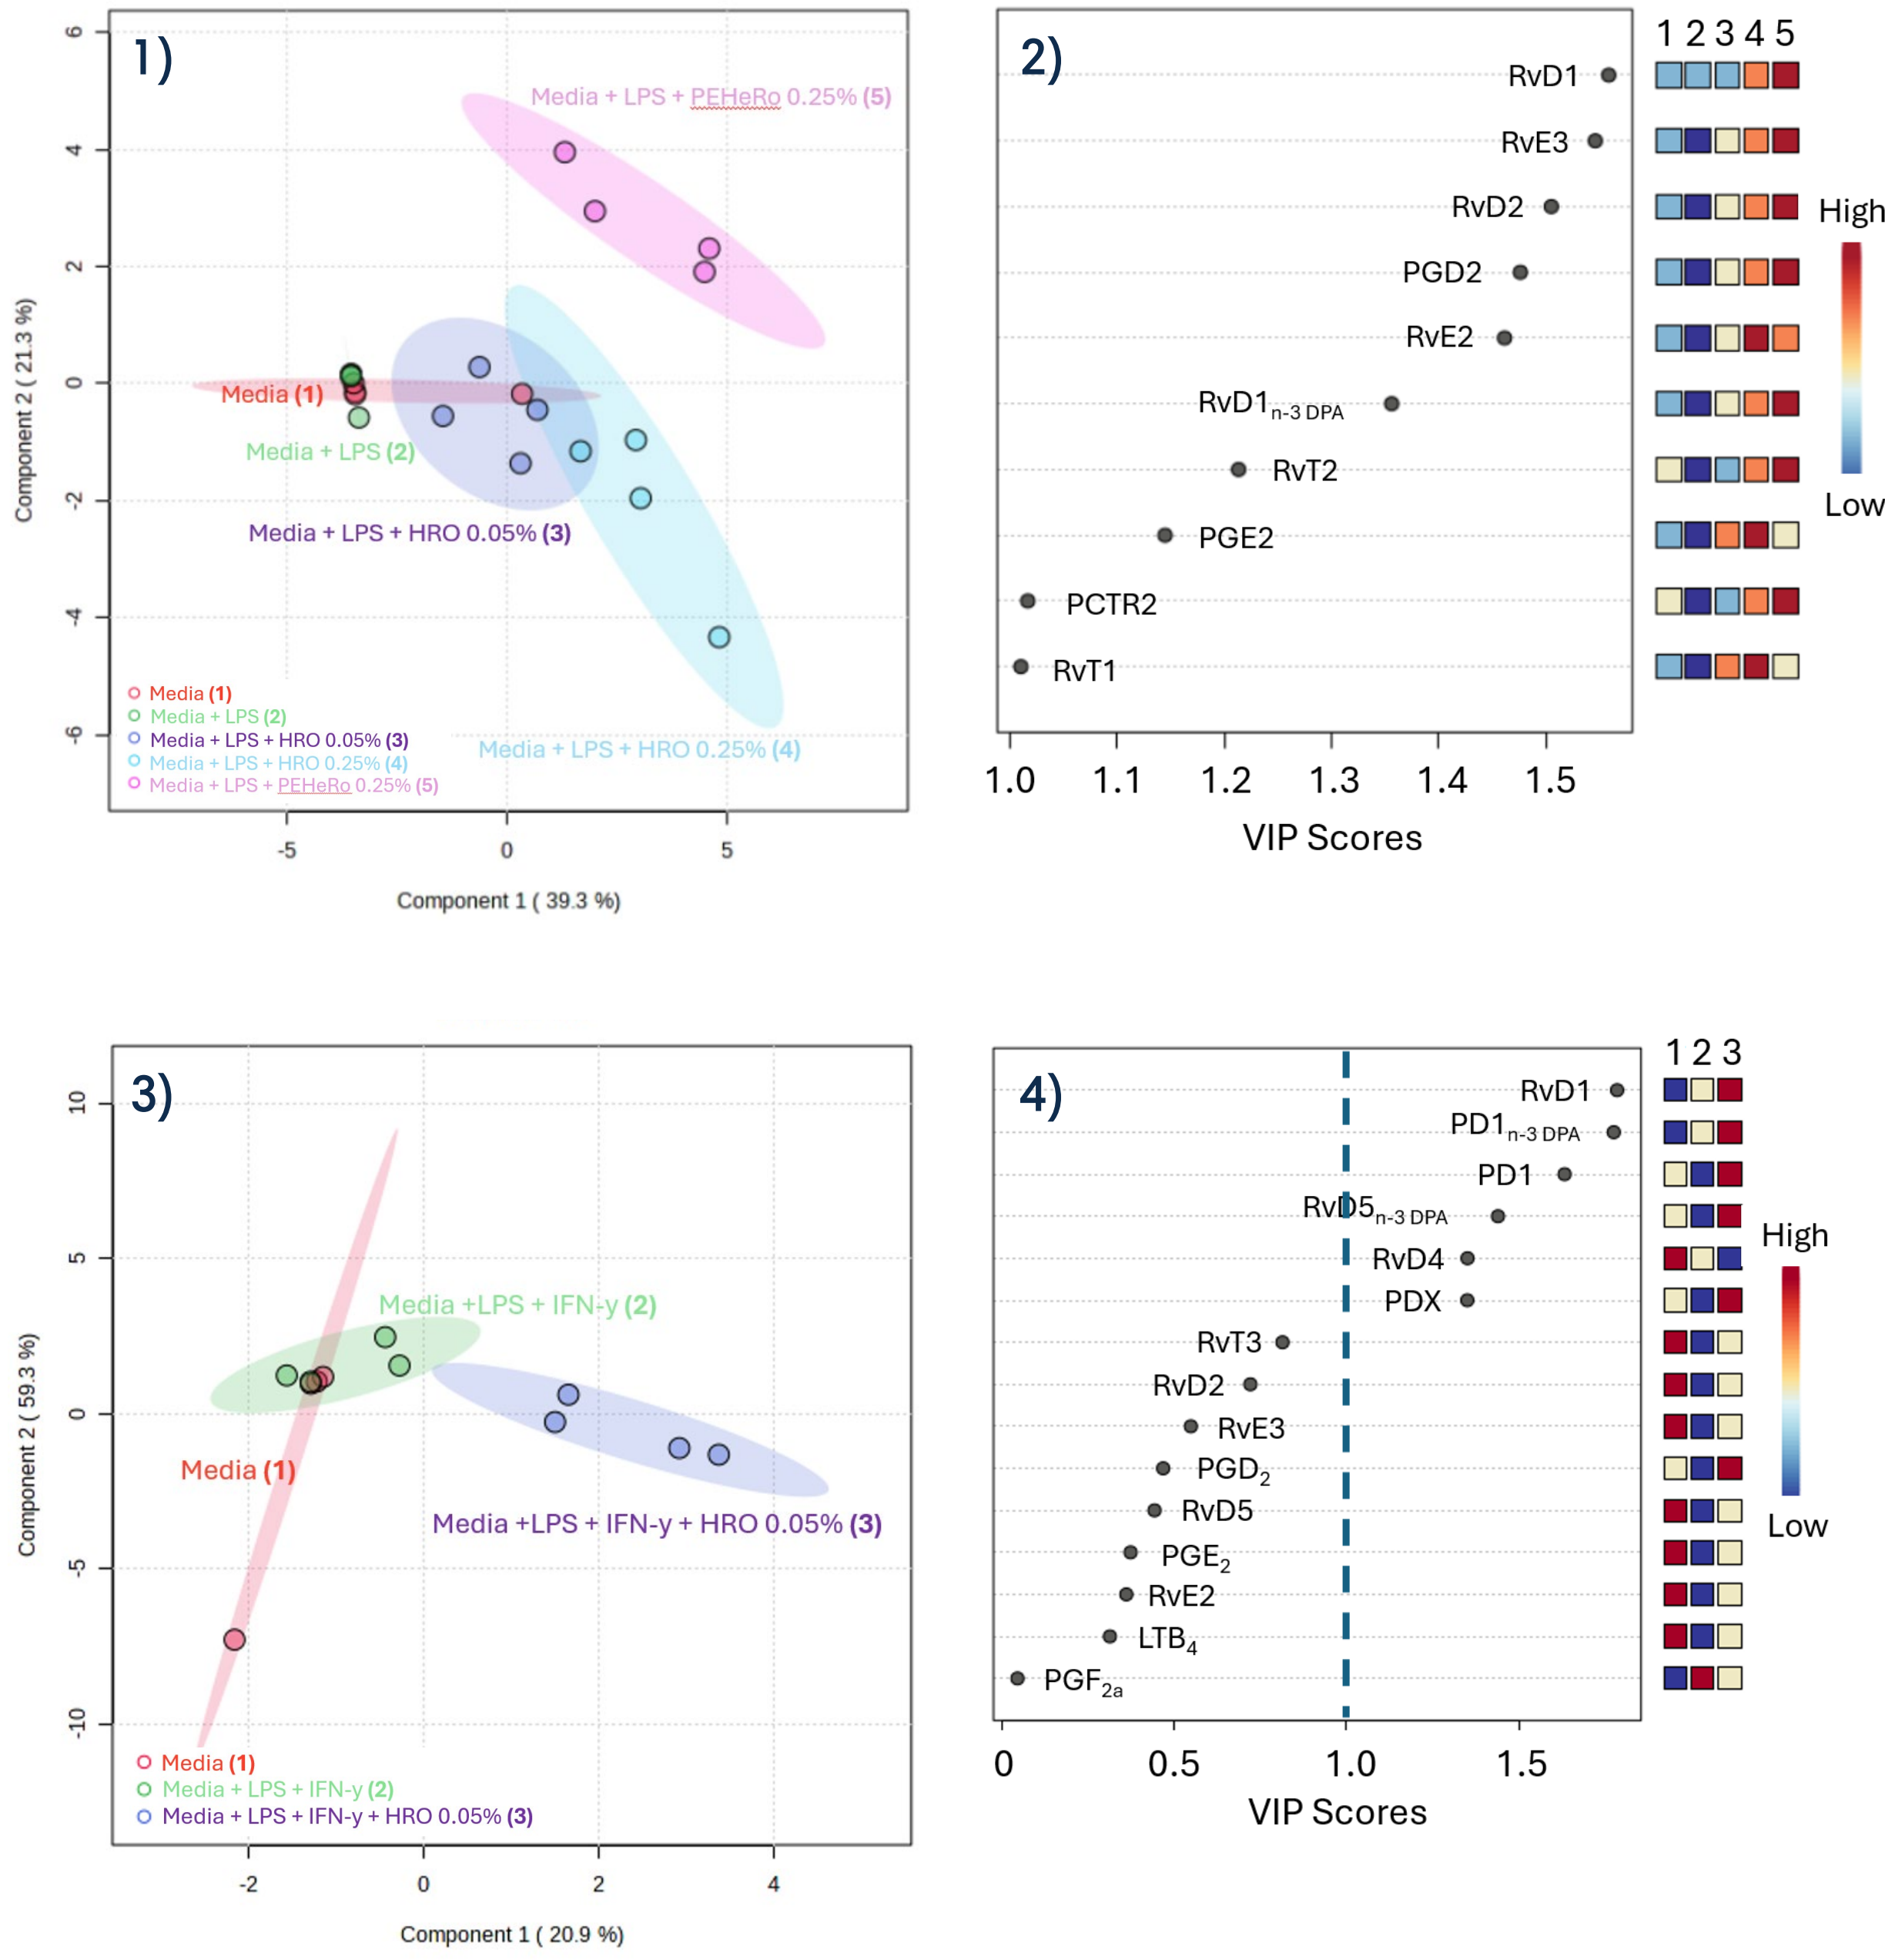 1)
6
4
2
0
-2
-4
-6
Component 2 ( 21.3 %)
Media + LPS + PEHeRo 0.25% (5)
Media (1)
Media + LPS (2)
Media + LPS + HRO 0.05% (3)
Media + LPS + HRO 0.25% (4)
Media (1)
Media + LPS (2)
Media + LPS + HRO 0.05% (3)
Media + LPS + HRO 0.25% (4)
Media + LPS + PEHeRo 0.25% (5)
-5 0 5
Component 1 ( 39.3 %)
2)
1 2 3 4 5
RvD1
RvE3
RvD2
PGD2
RvE2
RvD1n-3 DPA
RvT2
PGE2
PCTR2
RvT1
High
Low
1.0 1.1 1.2 1.3 1.4 1.5
VIP Scores
3)
10
5
0
-5
-10
Component 2 ( 59.3 %)
Media +LPS + IFN-y (2)
Media (1)
Media +LPS + IFN-y + HRO 0.05% (3)
Media (1)
Media + LPS + IFN-y (2)
Media + LPS + IFN-y + HRO 0.05% (3)
-2 0 2 4
Component 1 ( 20.9 %)
4)
1 2 3
RvD1
PD1n-3 DPA
PD1
RvD5n-3 DPA
RvD4
PDX
RvT3
RvD2
RvE3
PGD2
RvD5
PGE2
RvE2
LTB4
PGF2a
High
Low
0 0.5 1.0 1.5
VIP Scores